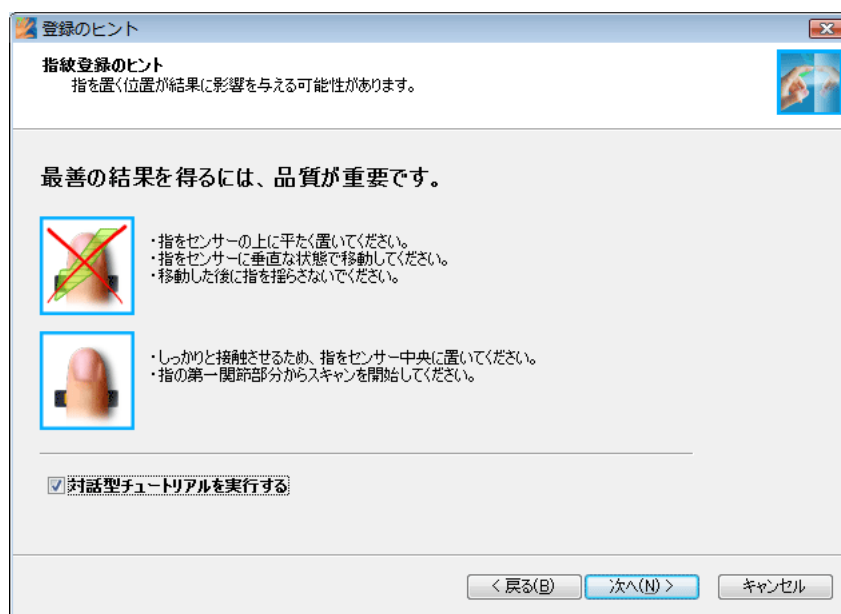 登録のヒント
指紋登録のヒント
指を置く位置が結果に影響を与える可能性があります。
最善の結果を得るには、品質が重要です。
・指をセンサーの上に平たく置いてください。
・指をセンサーに垂直な状態で移動してください。
・移動した後に指を揺らさないでください。
・しっかりと接触させるため、指をセンサー中央に置いてください。
・指の第一関節部分からスキャンを開始してください。
対話型チュートリアルを実行する
< 戻る(B)
次へ(N) >
キャンセル